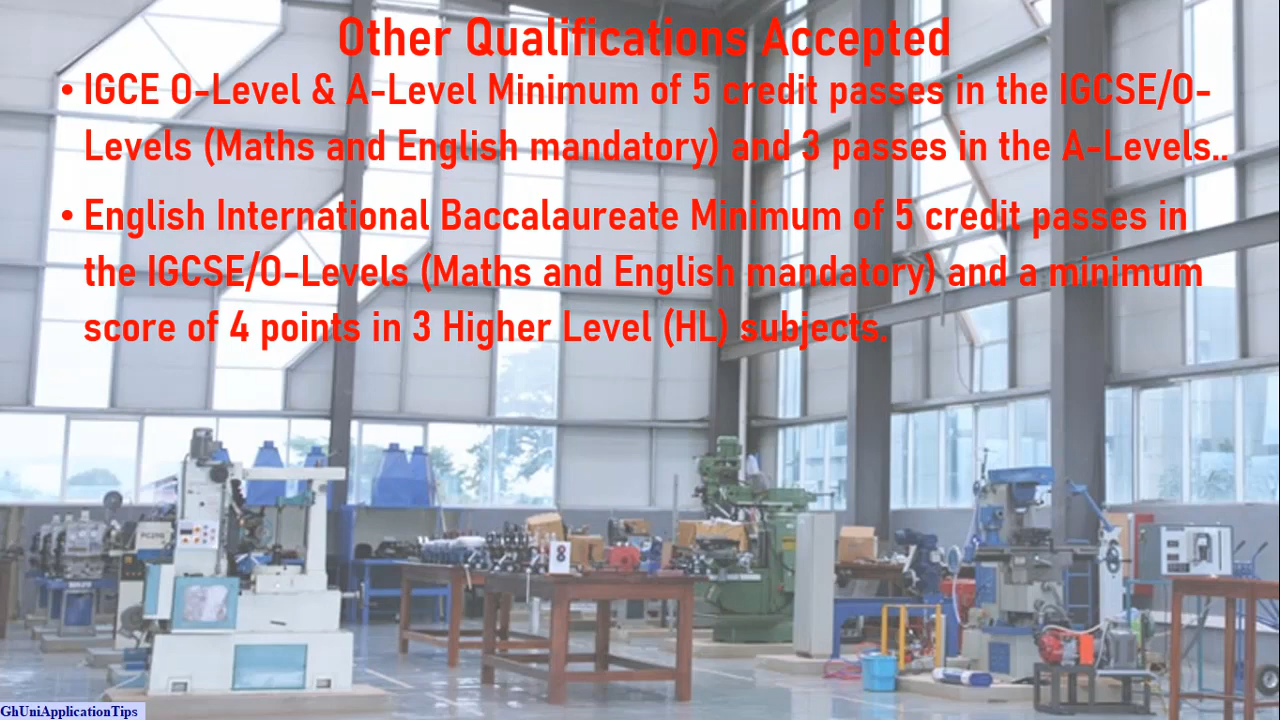 Other Qualifications Accepted
• IGCE O-Level & A-Level Minimum of 5 credit passes in the IGCSE/O-
Levels (Maths and English mandatory) and 3 passes in the A-Levels..
• English International Baccalaureate Minimum of 5 credit passes in
the IGCSE/O-Levels (Maths and English mandatory) and a minimum
score of 4 points in 3 Higher Level (HL) subjects.
GhUniApplicationTips